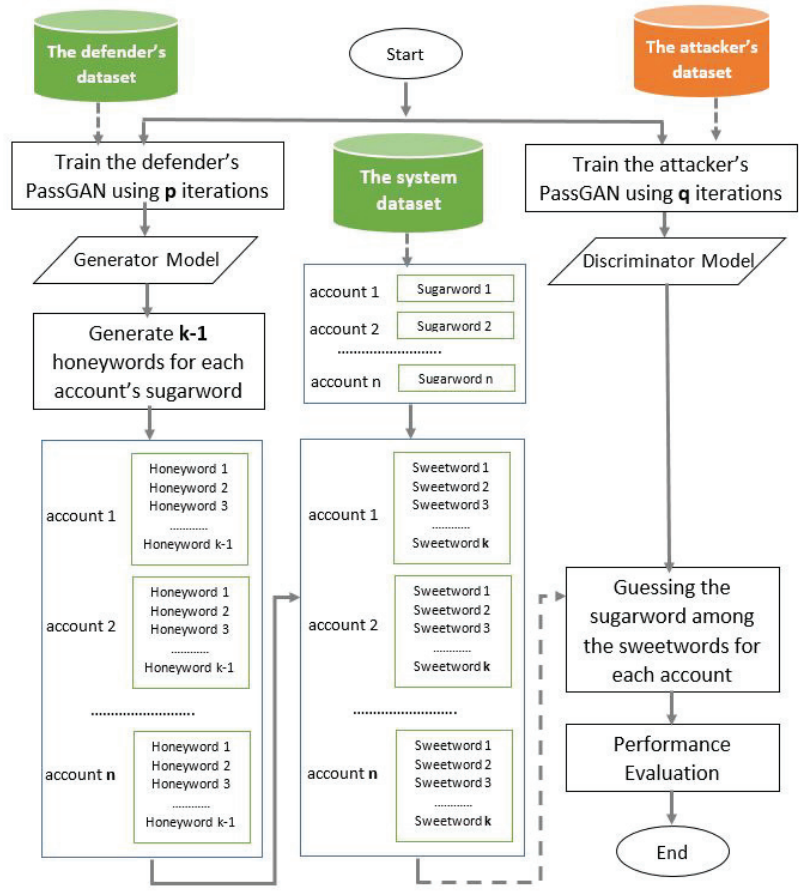 The defender's
dataset
Start
The attacker's
dataset
Train the defender's
PassGAN using p iterations
The system
dataset
Train the attacker's
PassGAN using q iterations
Generator Model
Discriminator Model
account 1
Sugarword 1
account 2
Sugarword 2
..........................
account n
Sugarword n
Generate k-1
honeywords for each
account's sugarword
account 1
Honeyword 1
Honeyword 2
Honeyword 3
............
Honeyword k-1
account 2
Honeyword 1
Honeyword 2
Honeyword 3
............
Honeyword k-1
..........................
account n
Honeyword 1
Honeyword 2
Honeyword 3
............
Honeyword k-1
account 1
Sweetword 1
Sweetword 2
Sweetword 3
............
Sweetword k
account 2
Sweetword 1
Sweetword 2
Sweetword 3
............
Sweetword k
..........................
account n
Sweetword 1
Sweetword 2
Sweetword 3
............
Sweetword k
Guessing the
sugarword among
the sweetwords for
each account
Performance
Evaluation
End